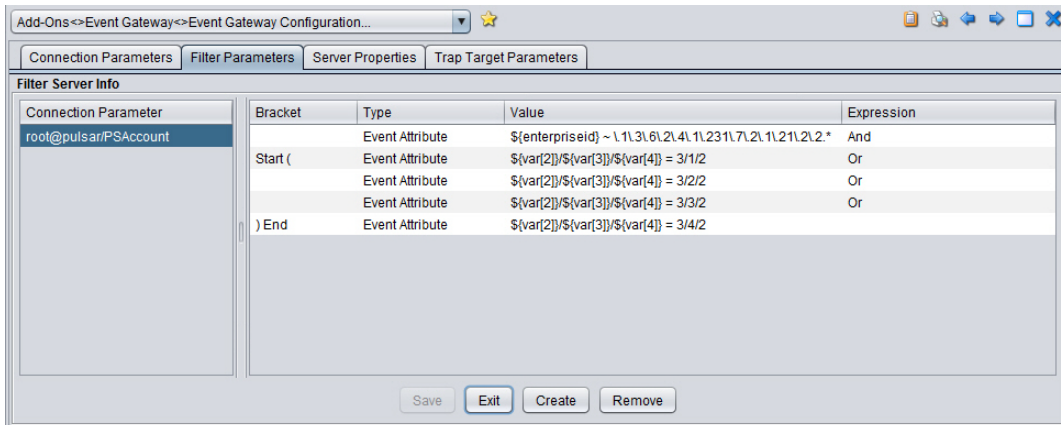 Add-Ons<>Event Gateway<>Event Gateway Configuration...
Connection Parameters Filter Parameters Server Properties Trap Target Parameters
Filter Server Info
Connection Parameter Bracket Type Value Expression
root@pulsar/PSAccount Event Attribute ${enterpriseid} ~ \.1\.3\.6\.2\.4\.1\.231\.7\.2\.1\.21\.2\.2.* And
Start ( Event Attribute ${var[2]}/${var[3]}/${var[4]} = 3/1/2 Or
Event Attribute ${var[2]}/${var[3]}/${var[4]} = 3/2/2 Or
Event Attribute ${var[2]}/${var[3]}/${var[4]} = 3/3/2 Or
) End Event Attribute ${var[2]}/${var[3]}/${var[4]} = 3/4/2
Save Exit Create Remove